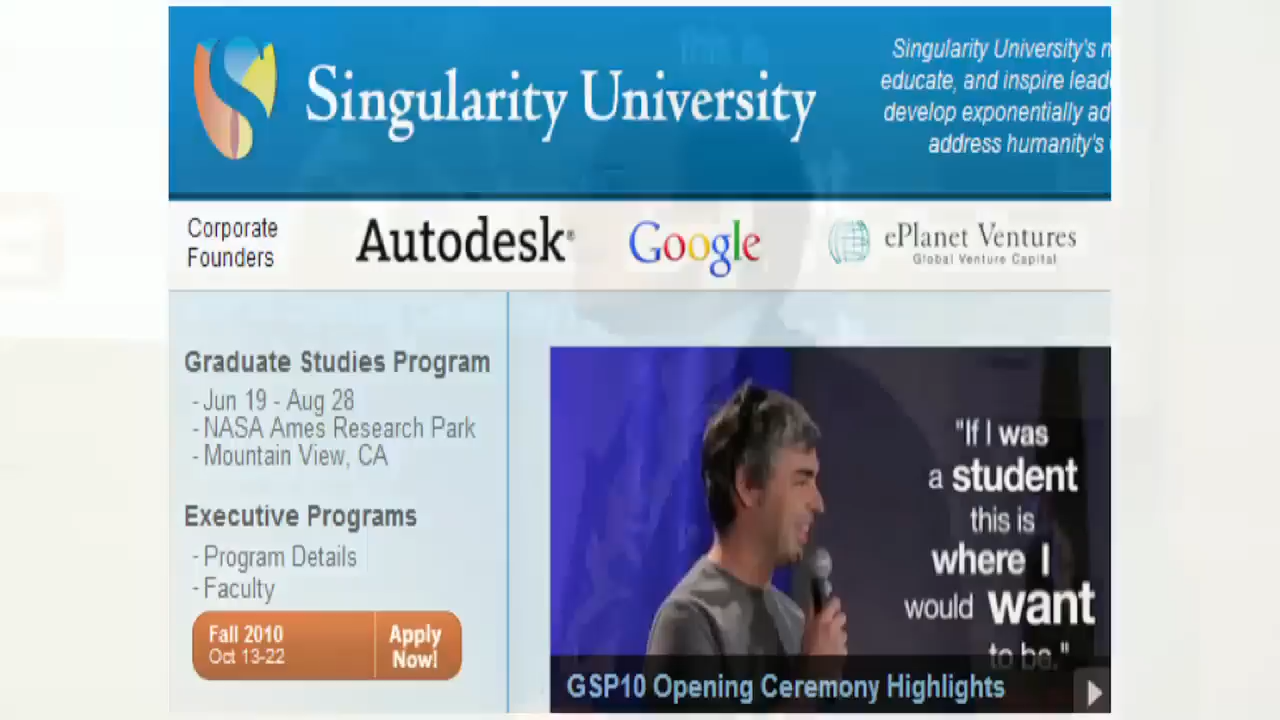 Singularity University
Singularity University's
educate, and inspire
develop exponentially
address humanity's
Corporate
Founders
Autodesk®
Google
ePlanet Ventures
Global Venture Capital
Graduate Studies Program
- Jun 19 - Aug 28
- NASA Ames Research Park
- Mountain View, CA
Executive Programs
- Program Details
- Faculty
Fall 2010
Oct 13-22
Apply
Now!
"If I was
a student
this is
where I
would want
to be."
GSP10 Opening Ceremony Highlights